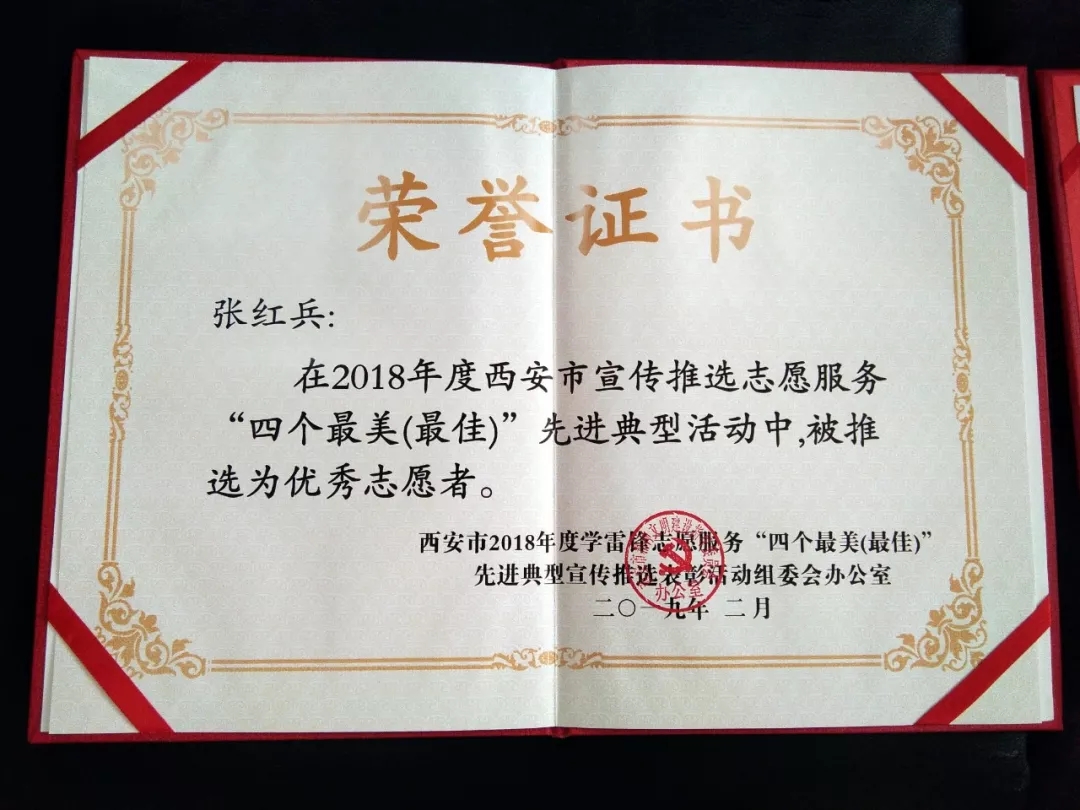 荣誉证书
张红兵:
在2018年度西安市宣传推选志愿服务
“四个最美(最佳)”先进典型活动中,被推
选为优秀志愿者。
西安市2018年度学雷锋志愿服务“四个最美(最佳)”
先进典型宣传推选表彰活动组委会办公室
二〇一九年 二月
办公室